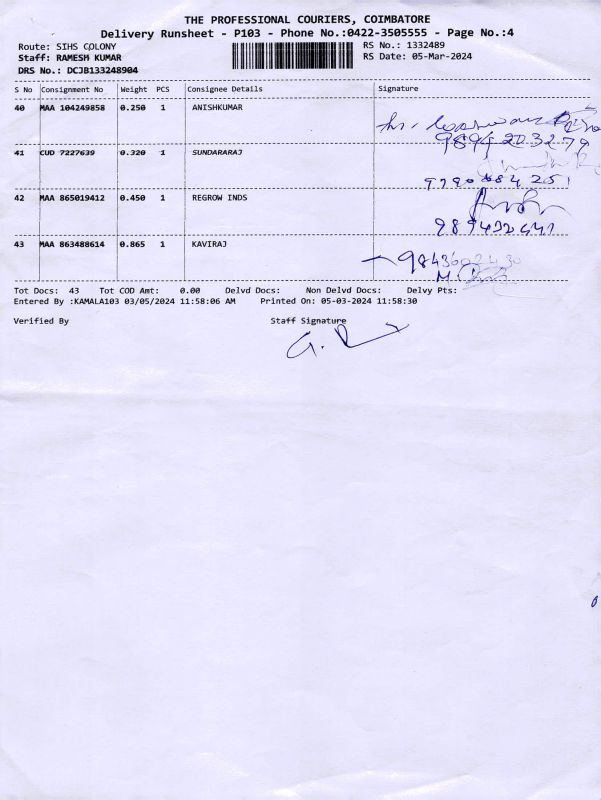 THE PROFESSIONAL COURIERS, COIMBATORE
Delivery Runsheet - P103 - Phone No.:0422-3505555 - Page No.:4
Route: SIHS COLONY RS No.: 1332489
Staff: RAMESH KUMAR RS Date: 05-Mar-2024
DRS No.: DCJB133248904
S No Consignment No Weight PCS Consignee Details Signature
40 MAA 104249858 0.250 1 ANISHKUMAR
9894203279
41 CUD 7227639 0.320 1 SUNDARARAJ
42 MAA 865019412 0.450 1 REGROW INDS
989432641
43 MAA 863488614 0.865 1 KAVIRAJ
Tot Docs: 43 Tot COD Amt: 0.00 Delvd Docs: Non Delvd Docs: Delvy Pts:
Entered By :KAMALA103 03/05/2024 11:58:06 AM Printed On: 05-03-2024 11:58:30
Verified By Staff Signature